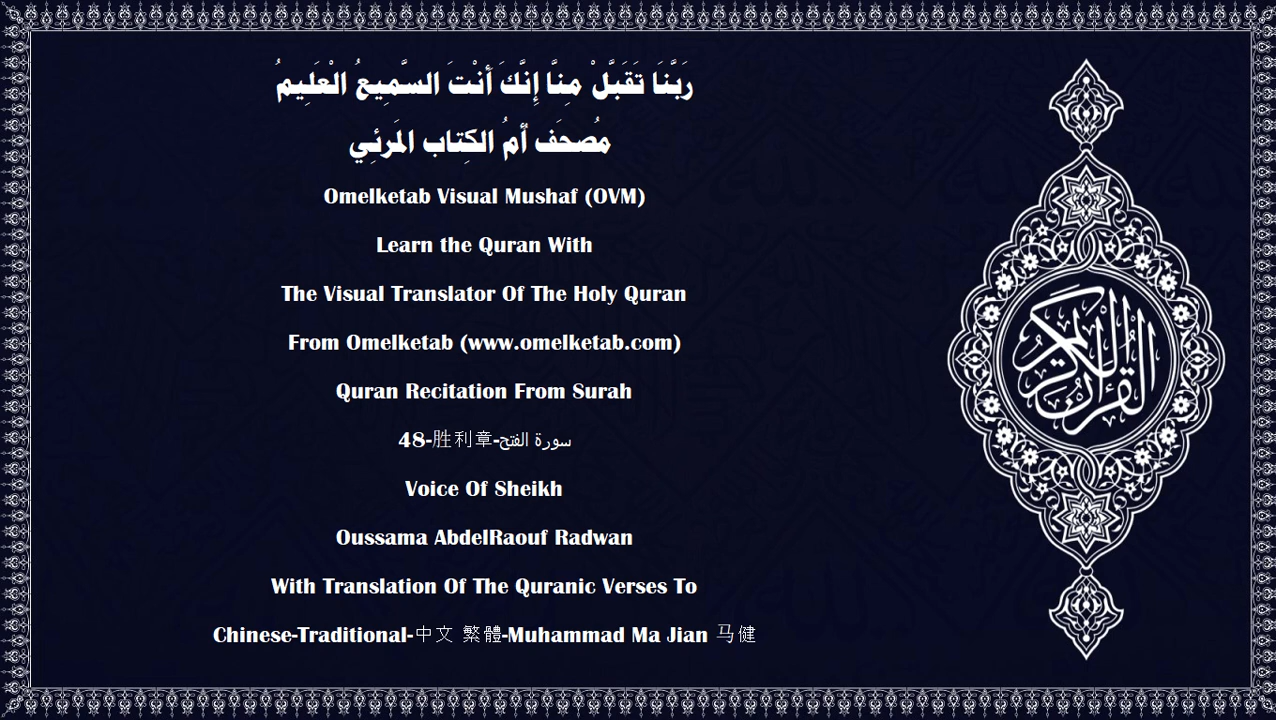 رَبَّنَا تَقَبَّلْ مِنَّا إِنَّكَ أَنْتَ السَّمِيعُ الْعَلِيمُ
مُصحَف أمُ الكِتاب المَرئِي
Omelketab Visual Mushaf (OVM)
Learn the Quran With
The Visual Translator Of The Holy Quran
From Omelketab (www.omelketab.com)
Quran Recitation From Surah
48-胜利章-سورة الفتح
Voice Of Sheikh
Oussama AbdelRaouf Radwan
With Translation Of The Quranic Verses To
Chinese-Traditional-中文 繁體-Muhammad Ma Jian 马健
القرآن الكريم